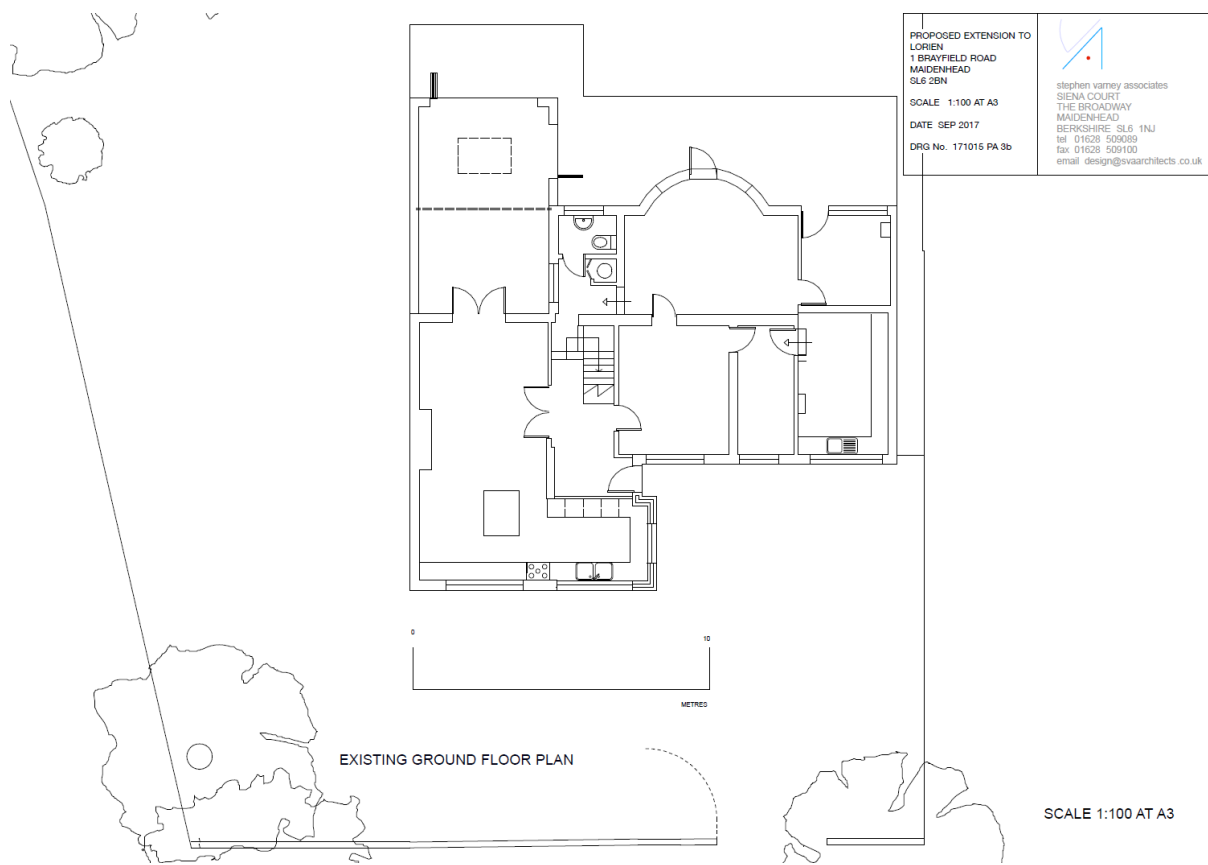 PROPOSED EXTENSION TO
LORIEN
1 BRAYFIELD ROAD
MAIDENHEAD
SL6 2BN
SCALE 1:100 AT A3
DATE SEP 2017
DRG No. 171015 PA 3b
stephen varney associates
SIENA COURT
THE BROADWAY
MAIDENHEAD
BERKSHIRE SL6 1NJ
tel 01628 509089
fax 01628 509100
email design@svaarchitects.co.uk
0
10
METRES
EXISTING GROUND FLOOR PLAN
SCALE 1:100 AT A3